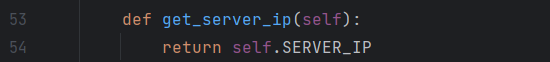 53 def get_server_ip(self):
54 return self.SERVER_IP